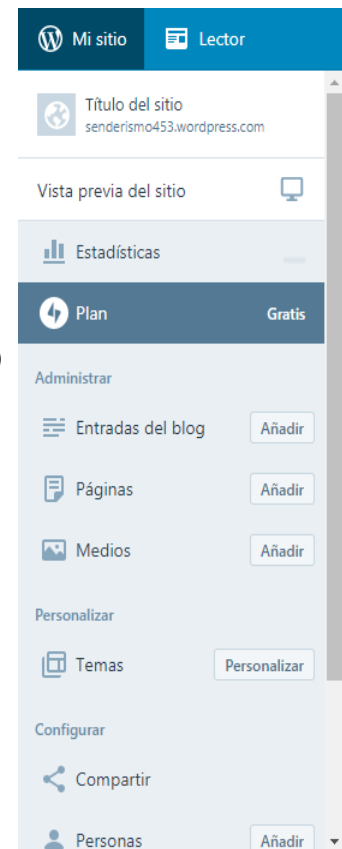 Mi sitio Lector
Título del sitio
senderismo453.wordpress.com
Vista previa del sitio
Estadísticas
Plan Gratis
Administrar
Entradas del blog Añadir
Páginas Añadir
Medios Añadir
Personalizar
Temas Personalizar
Configurar
Compartir
Personas Añadir